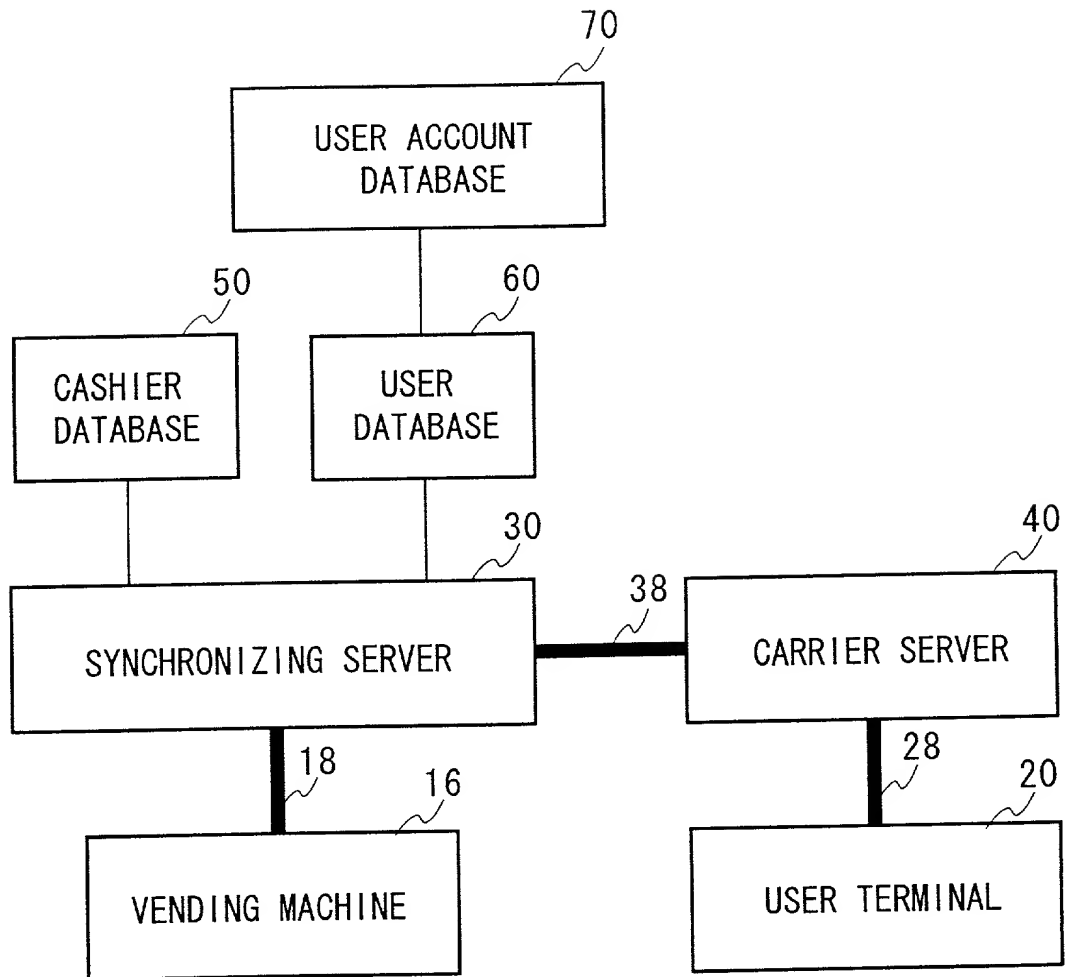 70
USER ACCOUNT
DATABASE
50
60
CASHIER
DATABASE
USER
DATABASE
30
40
SYNCHRONIZING SERVER
38
CARRIER SERVER
18
16
28
20
VENDING MACHINE
USER TERMINAL